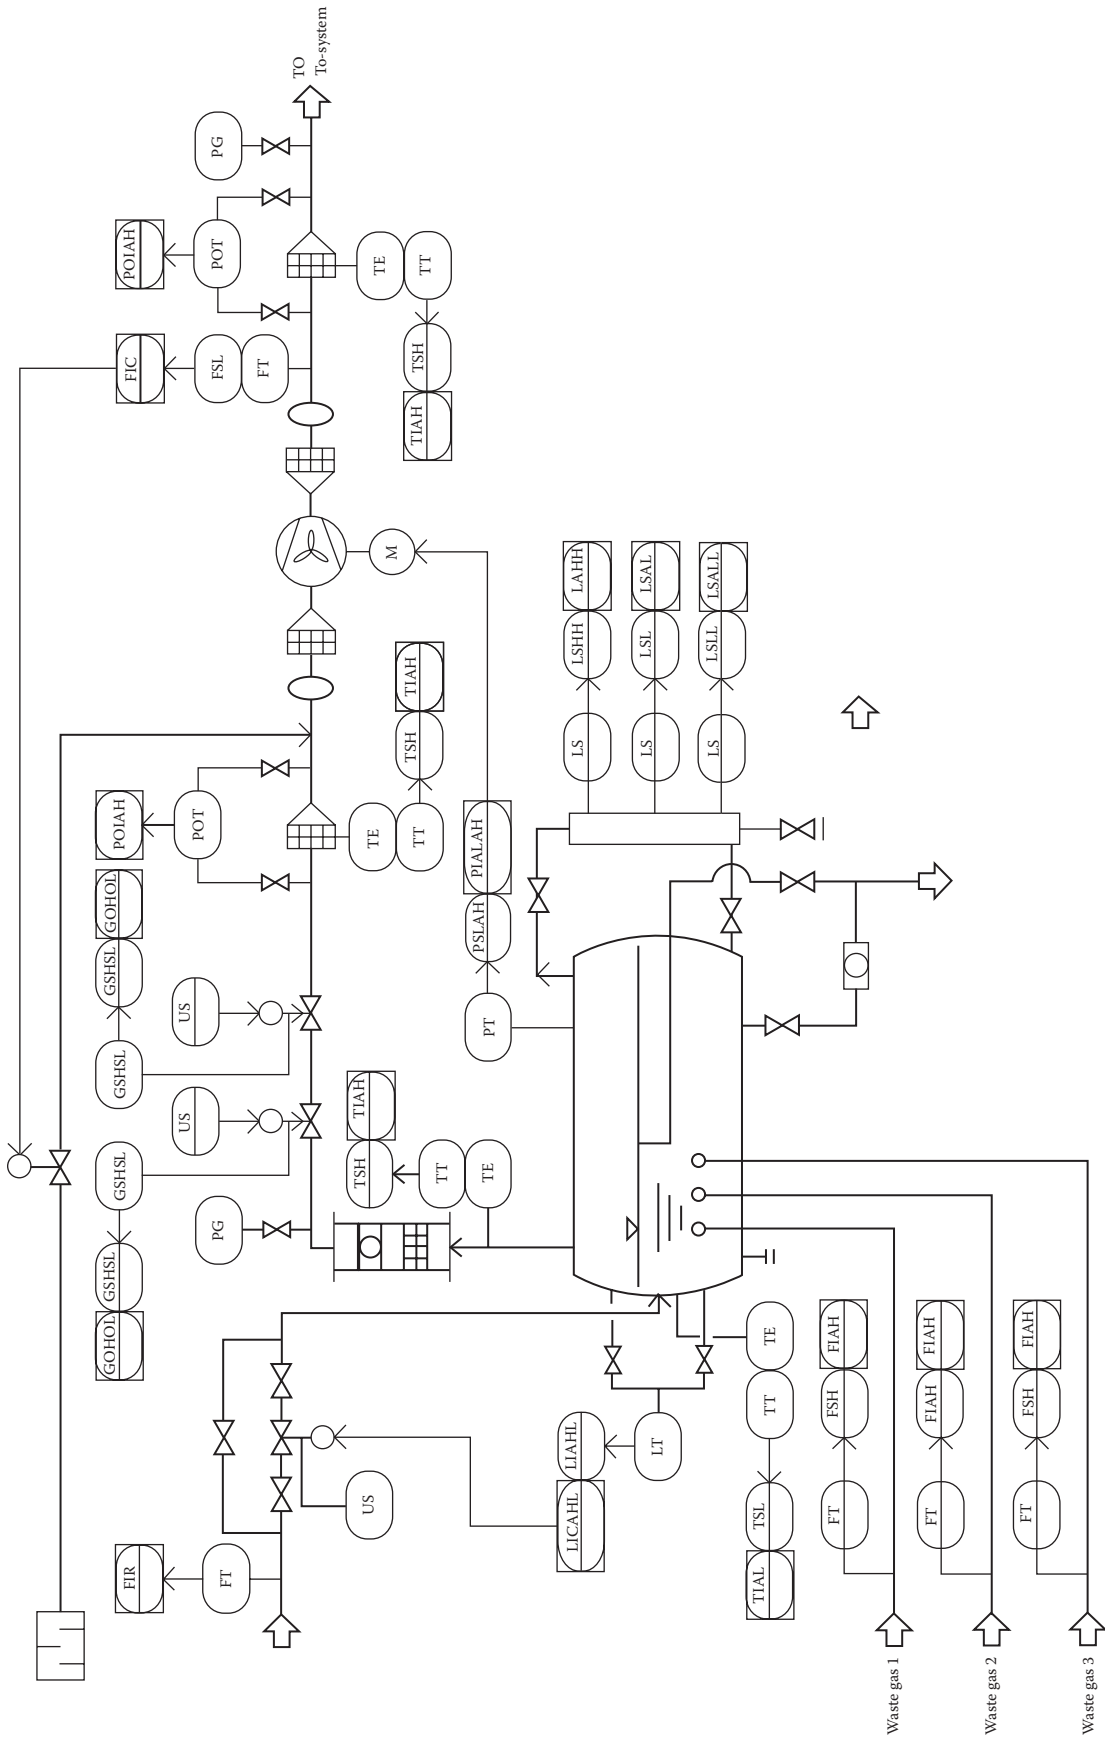 FIR
GOHOL
GSHSL
GSHSL
GSHSL
GSHSL
GOHOL
POIAH
FIC
POIAH
FT
PG
US
US
POT
FSL
POT
PG
FT
TO
To-system
US
TSH
TIAH
TE
TT
TSH
TIAH
M
TIAH
TSH
TE
TT
TT
TE
PT
PSLAH
PIALAH
LICAHL
LIAHL
LS
LSHH
LAHH
LT
LS
LSL
LSAL
LS
LSLL
LSALL
TIAL
TSL
TT
TE
FT
FSH
FIAH
Waste gas 1
FT
FIAH
FIAH
Waste gas 2
FT
FSH
FIAH
Waste gas 3